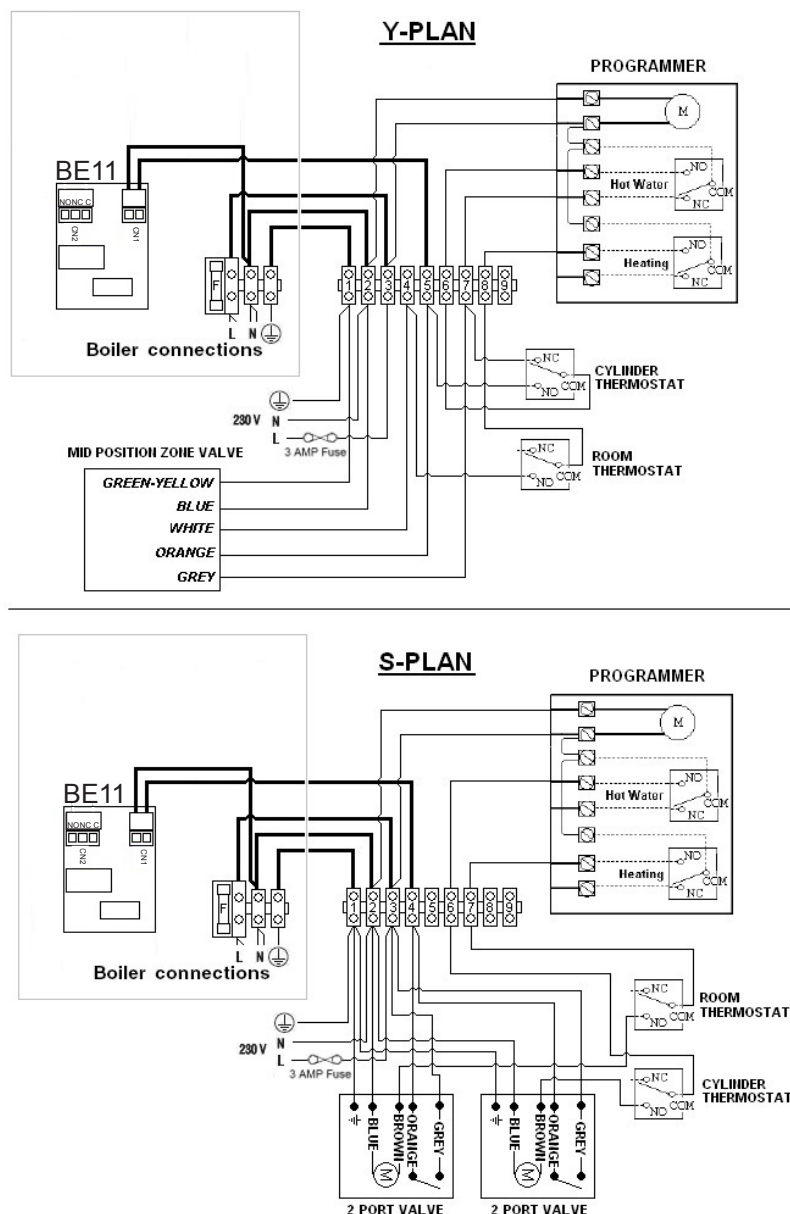 Y-PLAN
PROGRAMMER
M
BE11
NONC C
CN2
CN1
NO
Hot Water
COM
NC
NO
Heating
COM
NC
F
1 2 3 4 5 6 7 8 9
L N
Boiler connections
NC
COM
NO
CYLINDER
THERMOSTAT
230 V N
L
3 AMP Fuse
NC
COM
NO
ROOM
THERMOSTAT
MID POSITION ZONE VALVE
GREEN-YELLOW
BLUE
WHITE
ORANGE
GREY
S-PLAN
PROGRAMMER
M
BE11
NONC C
CN2
CN1
NO
Hot Water
COM
NC
NO
Heating
COM
NC
F
1 2 3 4 5 6 7 8 9
L N
Boiler connections
NC
COM
NO
ROOM
THERMOSTAT
230 V N
L
3 AMP Fuse
NC
COM
NO
CYLINDER
THERMOSTAT
BLUE
BROWN
ORANGE
GREY
M
BLUE
BROWN
ORANGE
GREY
M
2 PORT VALVE
2 PORT VALVE